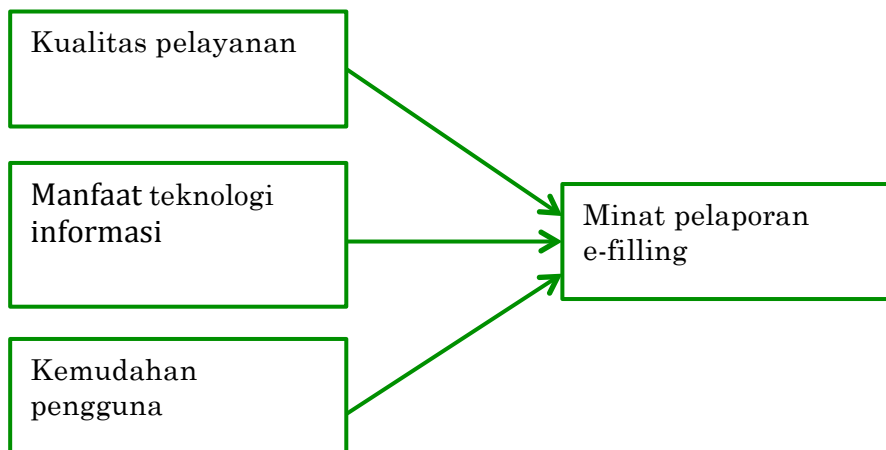 Kualitas pelayanan
Manfaat teknologi
informasi
Minat pelaporan
e-filling
Kemudahan
pengguna